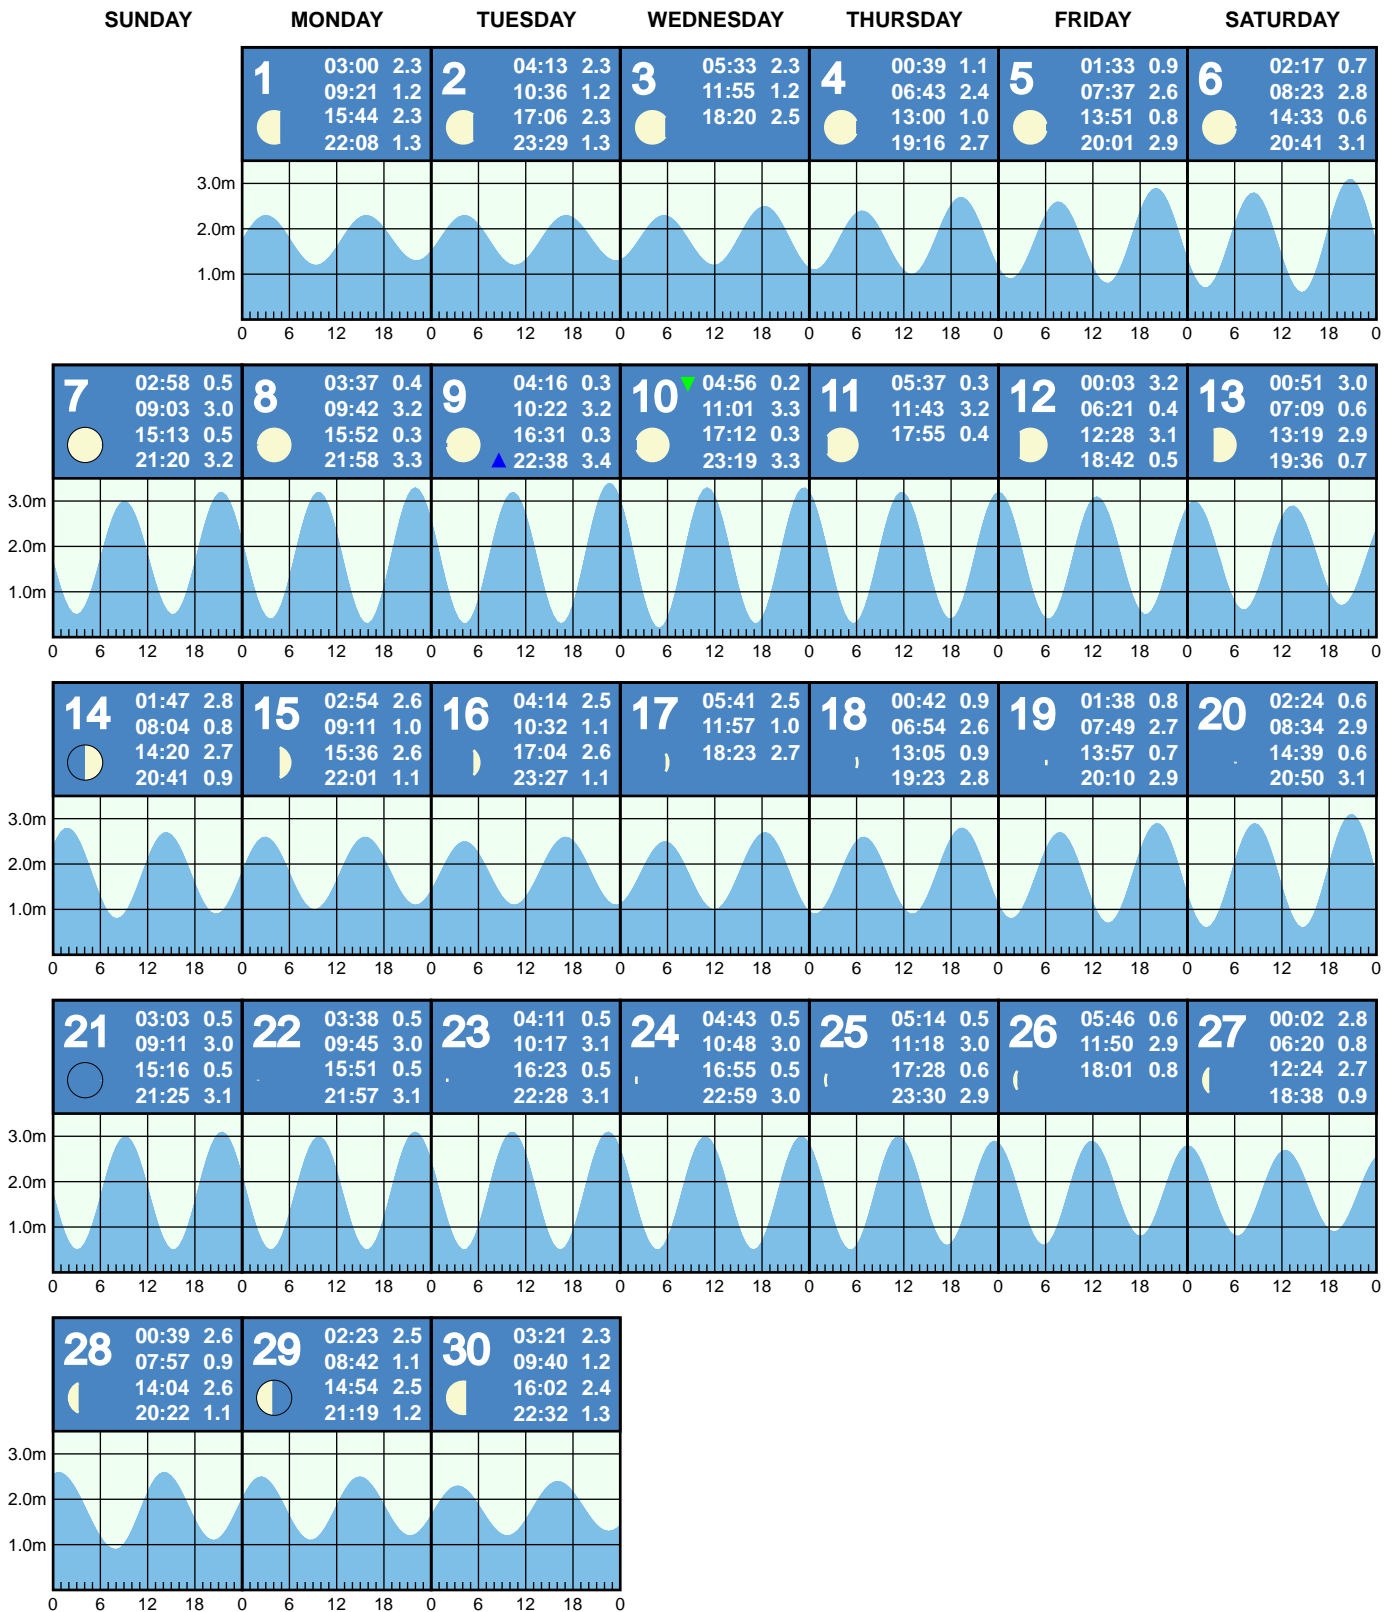 SUNDAY MONDAY TUESDAY WEDNESDAY THURSDAY FRIDAY SATURDAY
1 03:00 2.3
09:21 1.2
15:44 2.3
22:08 1.3
2 04:13 2.3
10:36 1.2
17:06 2.3
23:29 1.3
3 05:33 2.3
11:55 1.2
18:20 2.5
4 00:39 1.1
06:43 2.4
13:00 1.0
19:16 2.7
5 01:33 0.9
07:37 2.6
13:51 0.8
20:01 2.9
6 02:17 0.7
08:23 2.8
14:33 0.6
20:41 3.1
3.0m
2.0m
1.0m
0 6 12 18 0 6 12 18 0 6 12 18 0 6 12 18 0 6 12 18 0 6 12 18 0
7 02:58 0.5
09:03 3.0
15:13 0.5
21:20 3.2
8 03:37 0.4
09:42 3.2
15:52 0.3
21:58 3.3
9 04:16 0.3
10:22 3.2
16:31 0.3
22:38 3.4
10 04:56 0.2
11:01 3.3
17:12 0.3
23:19 3.3
11 05:37 0.3
11:43 3.2
17:55 0.4
12 00:03 3.2
06:21 0.4
12:28 3.1
18:42 0.5
13 00:51 3.0
07:09 0.6
13:19 2.9
19:36 0.7
3.0m
2.0m
1.0m
0 6 12 18 0 6 12 18 0 6 12 18 0 6 12 18 0 6 12 18 0 6 12 18 0 6 12 18 0
14 01:47 2.8
08:04 0.8
14:20 2.7
20:41 0.9
15 02:54 2.6
09:11 1.0
15:36 2.6
22:01 1.1
16 04:14 2.5
10:32 1.1
17:04 2.6
23:27 1.1
17 05:41 2.5
11:57 1.0
18:23 2.7
18 00:42 0.9
06:54 2.6
13:05 0.9
19:23 2.8
19 01:38 0.8
07:49 2.7
13:57 0.7
20:10 2.9
20 02:24 0.6
08:34 2.9
14:39 0.6
20:50 3.1
3.0m
2.0m
1.0m
0 6 12 18 0 6 12 18 0 6 12 18 0 6 12 18 0 6 12 18 0 6 12 18 0 6 12 18 0
21 03:03 0.5
09:11 3.0
15:16 0.5
21:25 3.1
22 03:38 0.5
09:45 3.0
15:51 0.5
21:57 3.1
23 04:11 0.5
10:17 3.1
16:23 0.5
22:28 3.1
24 04:43 0.5
10:48 3.0
16:55 0.5
22:59 3.0
25 05:14 0.5
11:18 3.0
17:28 0.6
23:30 2.9
26 05:46 0.6
11:50 2.9
18:01 0.8
27 00:02 2.8
06:20 0.8
12:24 2.7
18:38 0.9
3.0m
2.0m
1.0m
0 6 12 18 0 6 12 18 0 6 12 18 0 6 12 18 0 6 12 18 0 6 12 18 0 6 12 18 0
28 00:39 2.6
07:57 0.9
14:04 2.6
20:22 1.1
29 02:23 2.5
08:42 1.1
14:54 2.5
21:19 1.2
30 03:21 2.3
09:40 1.2
16:02 2.4
22:32 1.3
3.0m
2.0m
1.0m
0 6 12 18 0 6 12 18 0 6 12 18 0